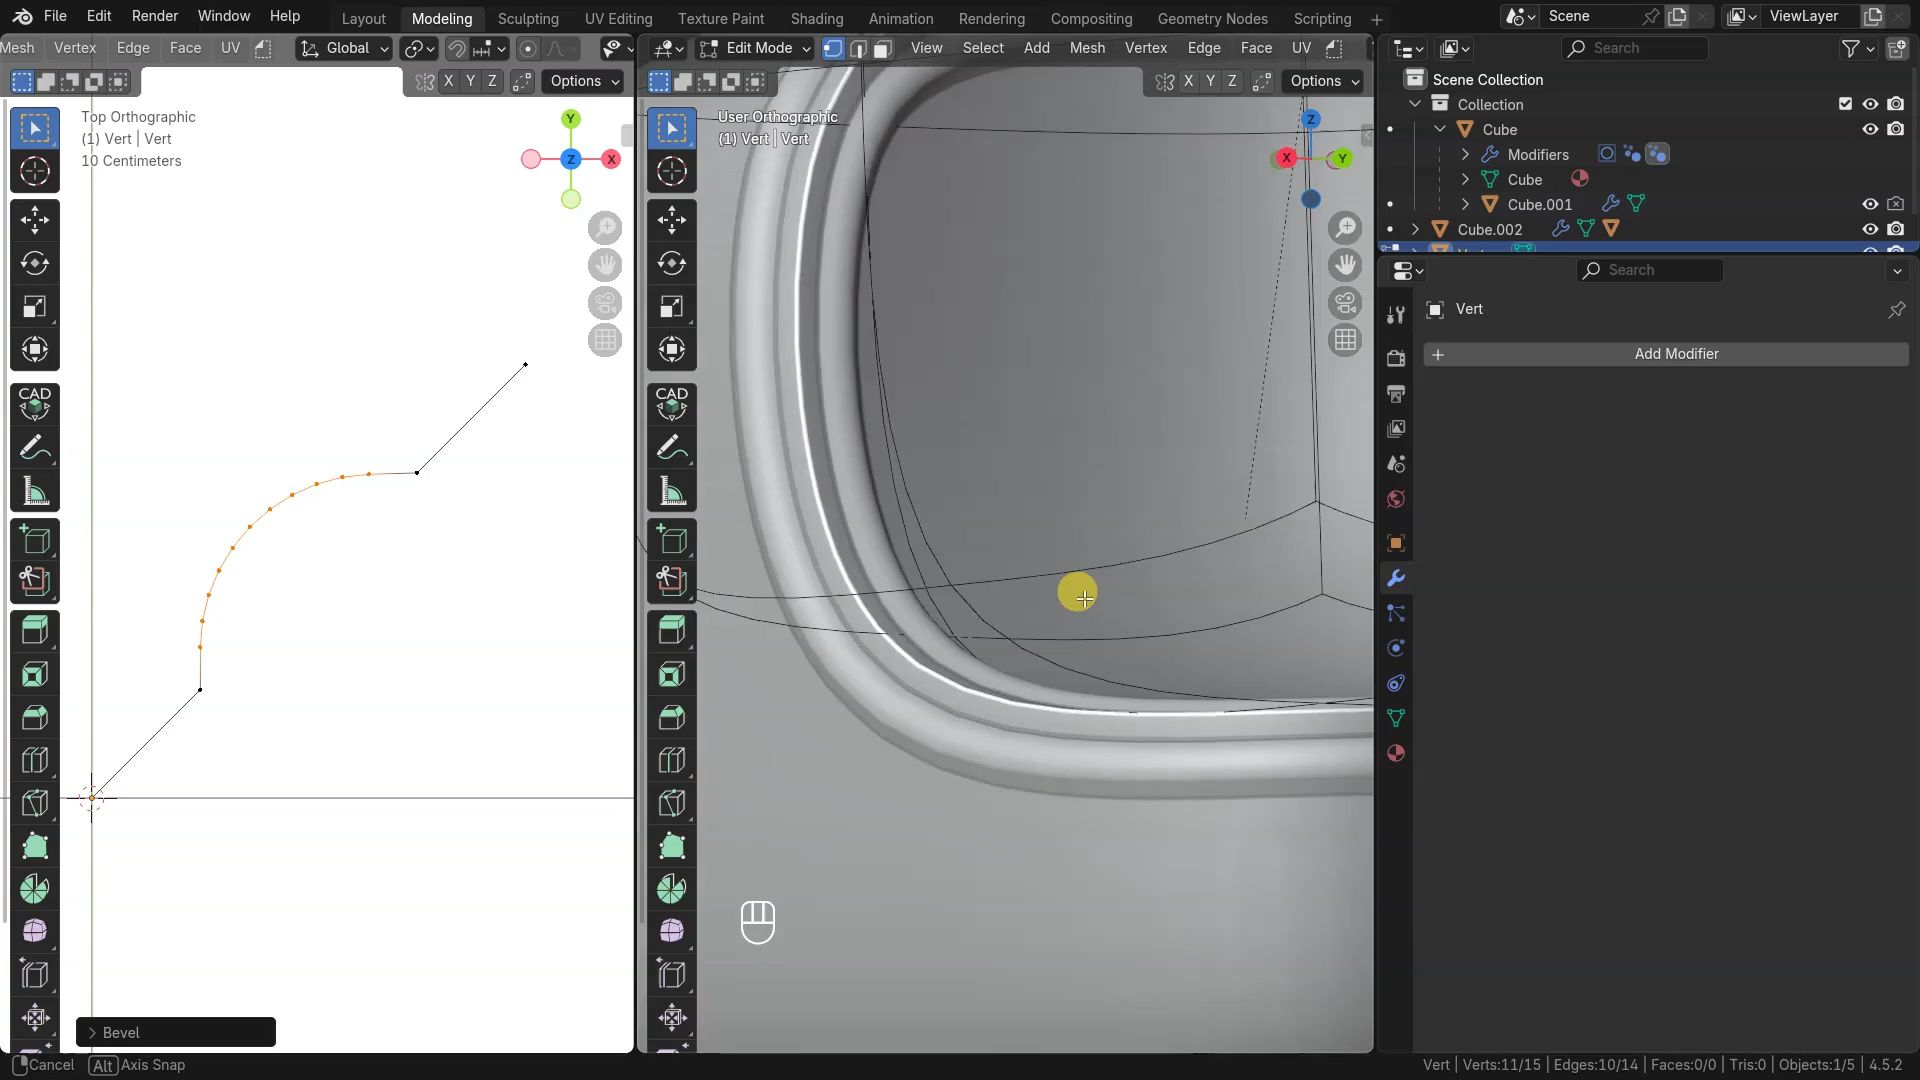 File Edit Render Window Help
Layout Modeling Sculpting UV Editing Texture Paint Shading Animation Rendering Compositing Geometry Nodes Scripting
Scene
ViewLayer
Mesh Vertex Edge Face UV Global
Edit Mode View Select Add Mesh Vertex Edge Face UV
Search
X Y Z Options
X Y Z Options
Scene Collection
Collection
Cube
Modifiers
Cube
Cube.001
Cube.002
Top Orthographic
(1) Vert | Vert
10 Centimeters
Y
Z
X
User Orthographic
(1) Vert | Vert
Z
X
Y
Search
Vert
Add Modifier
CAD
CAD
Bevel
Cancel Alt Axis Snap
Vert | Verts:11/15 | Edges:10/14 | Faces:0/0 | Tris:0 | Objects:1/5 | 4.5.2